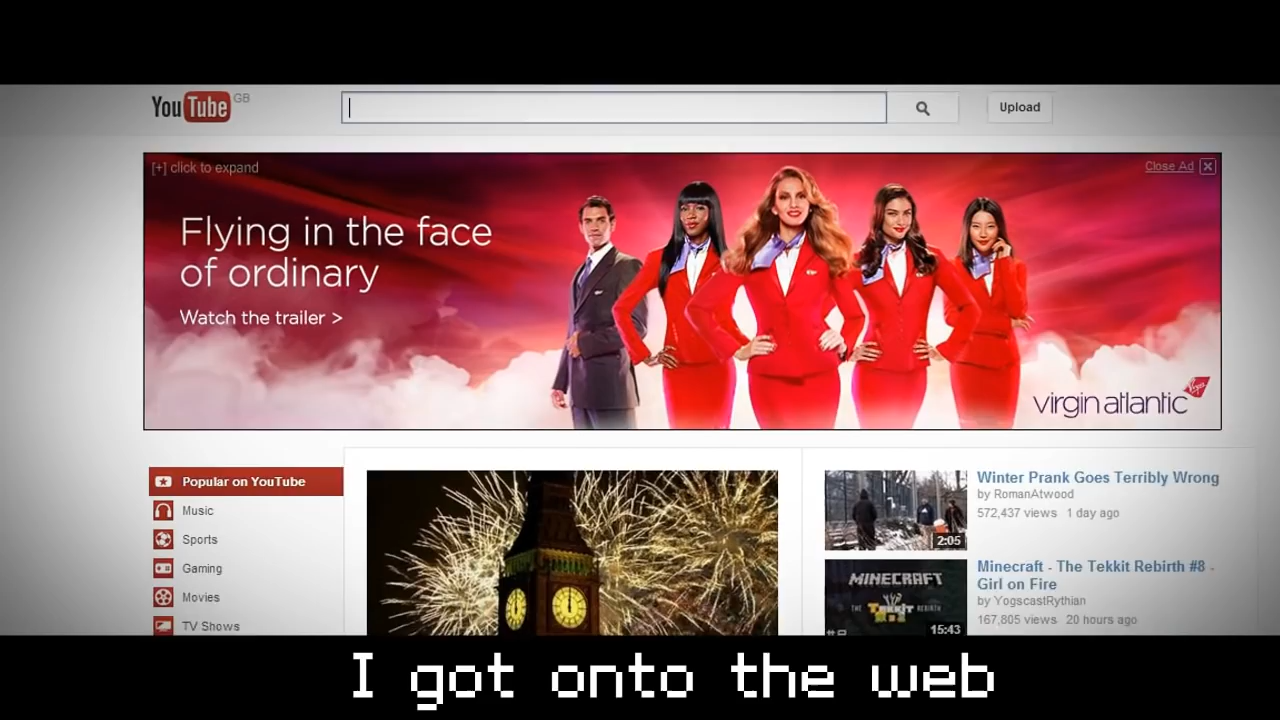 YouTube GB
Upload
[+] click to expand
Close Ad
Flying in the face
of ordinary
Watch the trailer >
virgin atlantic
Popular on YouTube
Music
Sports
Gaming
Movies
TV Shows
Winter Prank Goes Terribly Wrong
by RomanAtwood
572,437 views 1 day ago
2:05
Minecraft - The Tekkit Rebirth #8 -
Girl on Fire
by YogscastRythian
167,805 views 20 hours ago
MINECRAFT
THE TEKKIT REBIRTH
15:43
I got onto the web